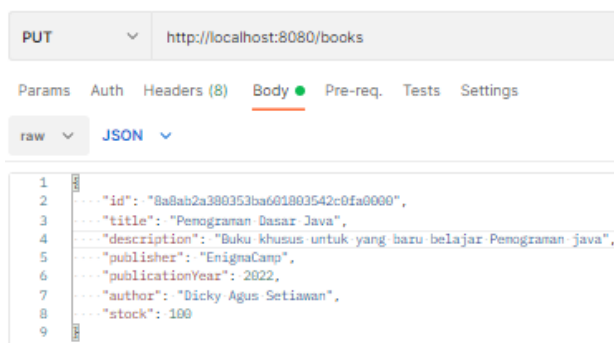 PUT http://localhost:8080/books
Params Auth Headers (8) Body Pre-req. Tests Settings
raw JSON
1 {
2 "id": "8a8ab2a380353ba601803542c0fa0000",
3 "title": "Pemograman Dasar Java",
4 "description": "Buku khusus untuk yang baru belajar Pemograman java",
5 "publisher": "EnigmaCamp",
6 "publicationYear": 2022,
7 "author": "Dicky Agus Setiawan",
8 "stock": 100
9 }